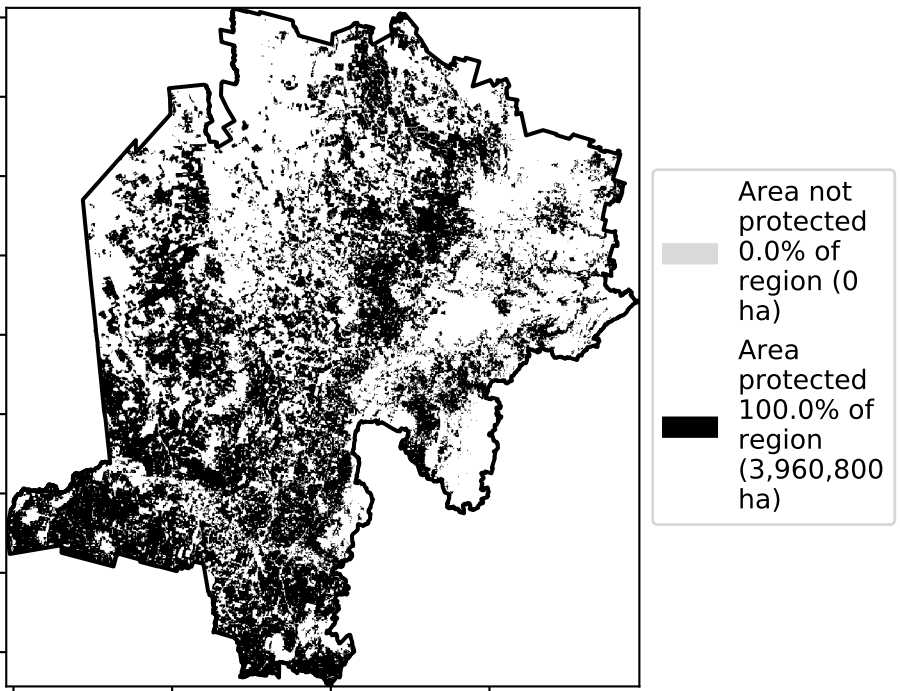 Area not
protected
0.0% of
region (0
ha)
Area
protected
100.0% of
region
(3,960,800
ha)